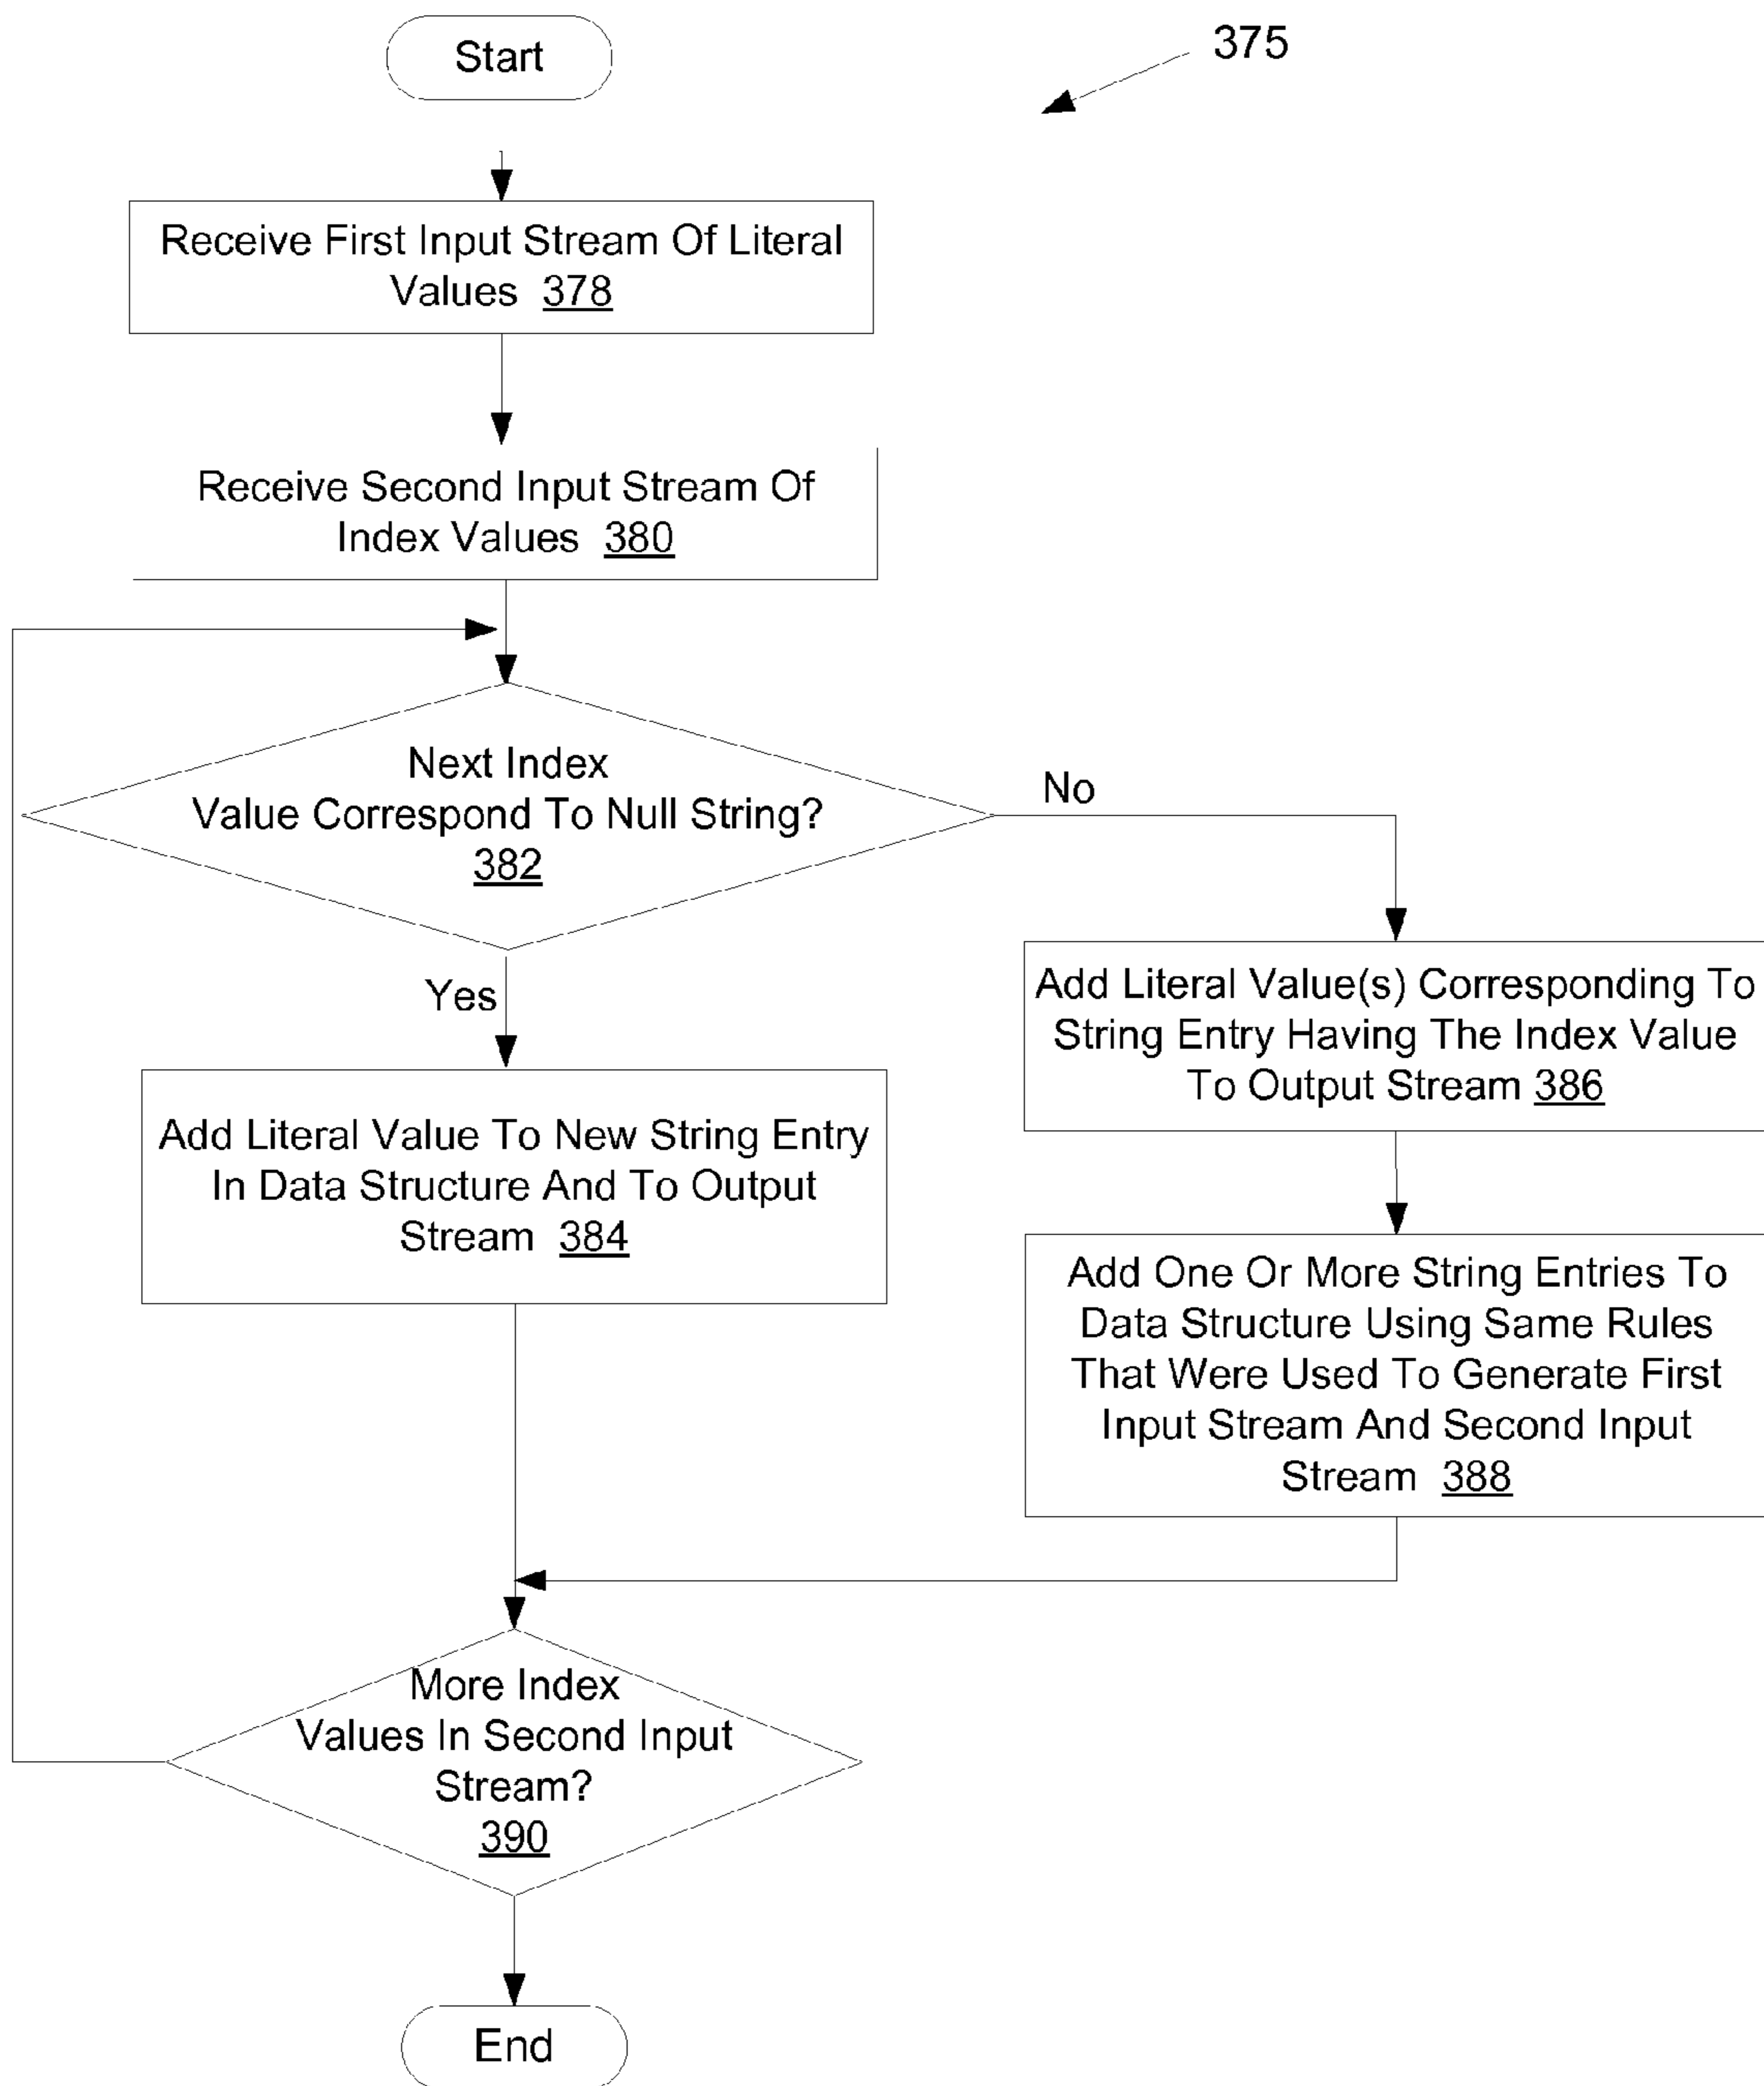 Start
375
Receive First Input Stream Of Literal
Values 378
Receive Second Input Stream Of
Index Values 380
Next Index
Value Correspond To Null String?
382
No
Yes
Add Literal Value(s) Corresponding To
String Entry Having The Index Value
To Output Stream 386
Add Literal Value To New String Entry
In Data Structure And To Output
Stream 384
Add One Or More String Entries To
Data Structure Using Same Rules
That Were Used To Generate First
Input Stream And Second Input
Stream 388
More Index
Values In Second Input
Stream?
390
End